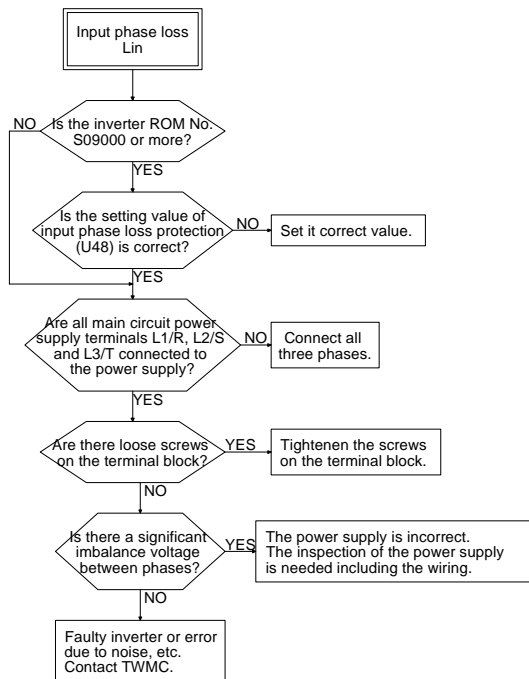 Input phase loss
Lin
NO
Is the inverter ROM No.
S09000 or more?
YES
Is the setting value of
input phase loss protection
(U48) is correct?
NO
Set it correct value.
YES
Are all main circuit power
supply terminals L1/R, L2/S
and L3/T connected to
the power supply?
NO
Connect all
three phases.
YES
Are there loose screws
on the terminal block?
YES
Tightenen the screws
on the terminal block.
NO
Is there a significant
imbalance voltage
between phases?
YES
The power supply is incorrect.
The inspection of the power supply
is needed including the wiring.
NO
Faulty inverter or error
due to noise, etc.
Contact TWMC.